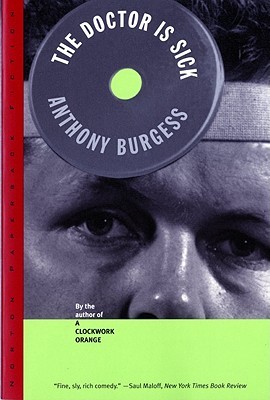 THE DOCTOR IS SICK
ANTHONY BURGESS
NORTON PAPERBACK FICTION
By the
author of
A
CLOCKWORK
ORANGE
"Fine, sly, rich comedy." —Saul Maloff, New York Times Book Review